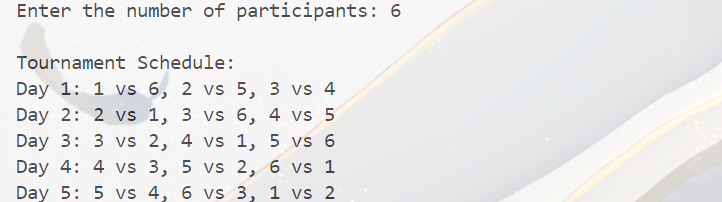 Enter the number of participants: 6
Tournament Schedule:
Day 1: 1 vs 6, 2 vs 5, 3 vs 4
Day 2: 2 vs 1, 3 vs 6, 4 vs 5
Day 3: 3 vs 2, 4 vs 1, 5 vs 6
Day 4: 4 vs 3, 5 vs 2, 6 vs 1
Day 5: 5 vs 4, 6 vs 3, 1 vs 2